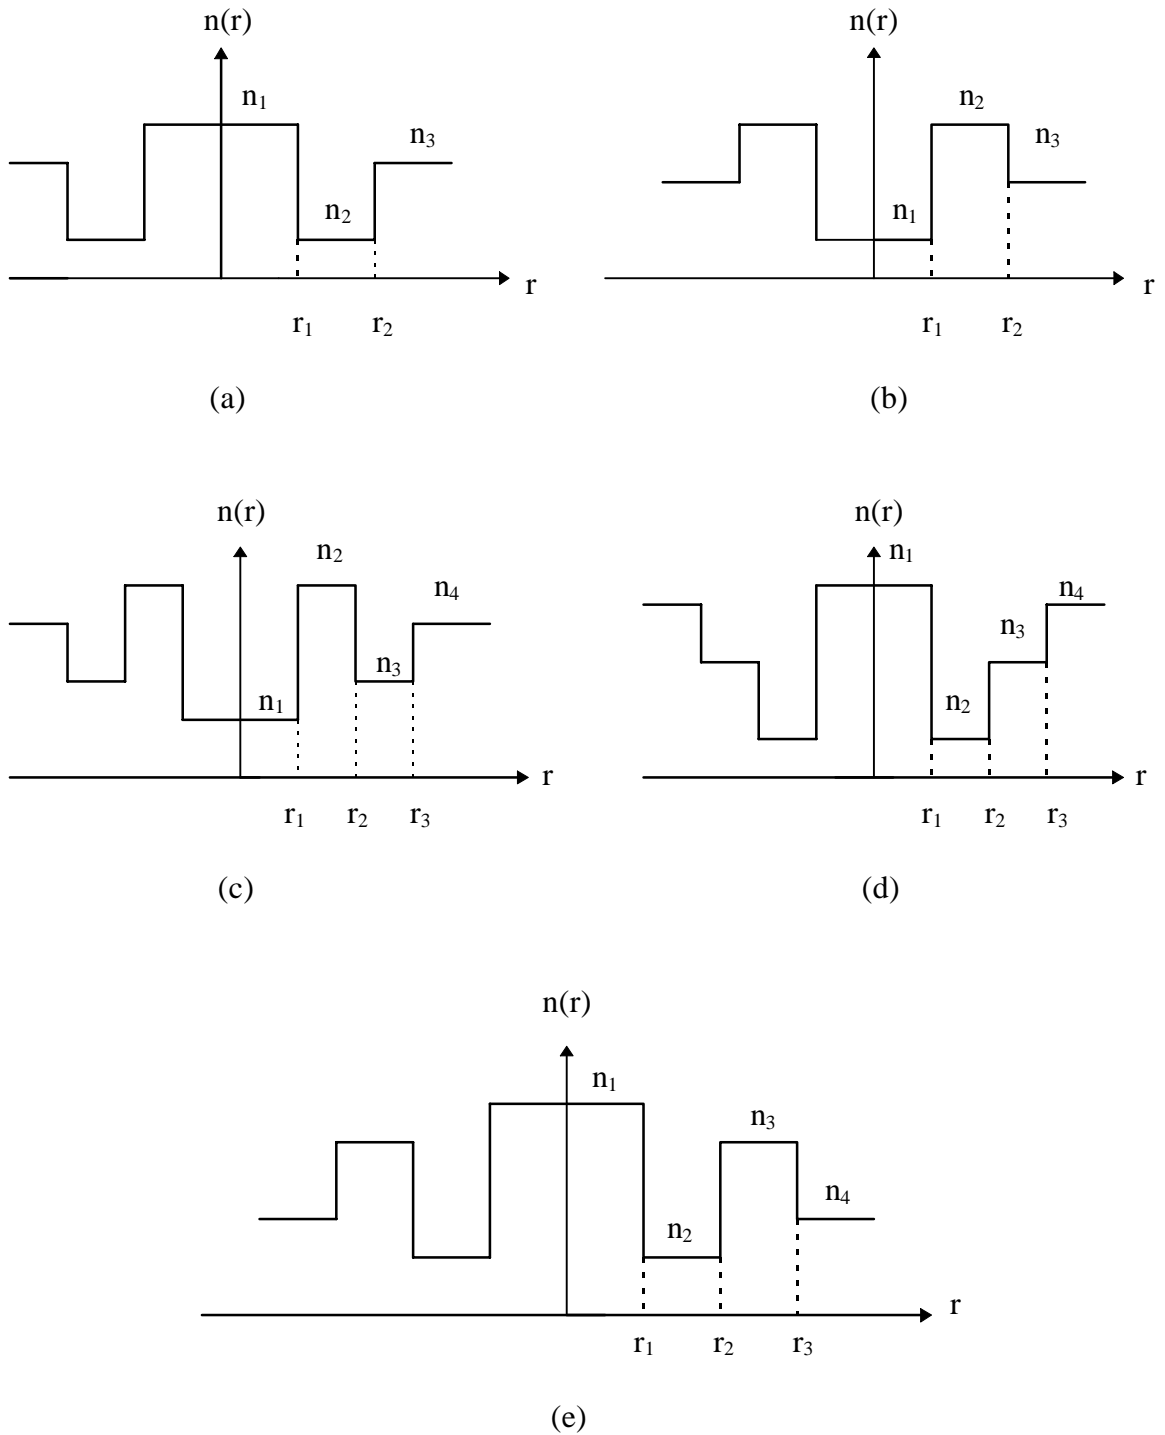 n(r)
n(r)
n₁
n₂
n₃
n₃
n₂
n₁
r
r
r₁
r₂
r₁
r₂
(a)
(b)
n(r)
n(r)
n₂
n₁
n₄
n₄
n₃
n₃
n₁
n₂
r
r
r₁
r₂
r₃
r₁
r₂
r₃
(c)
(d)
n(r)
n₁
n₃
n₄
n₂
r
r₁
r₂
r₃
(e)